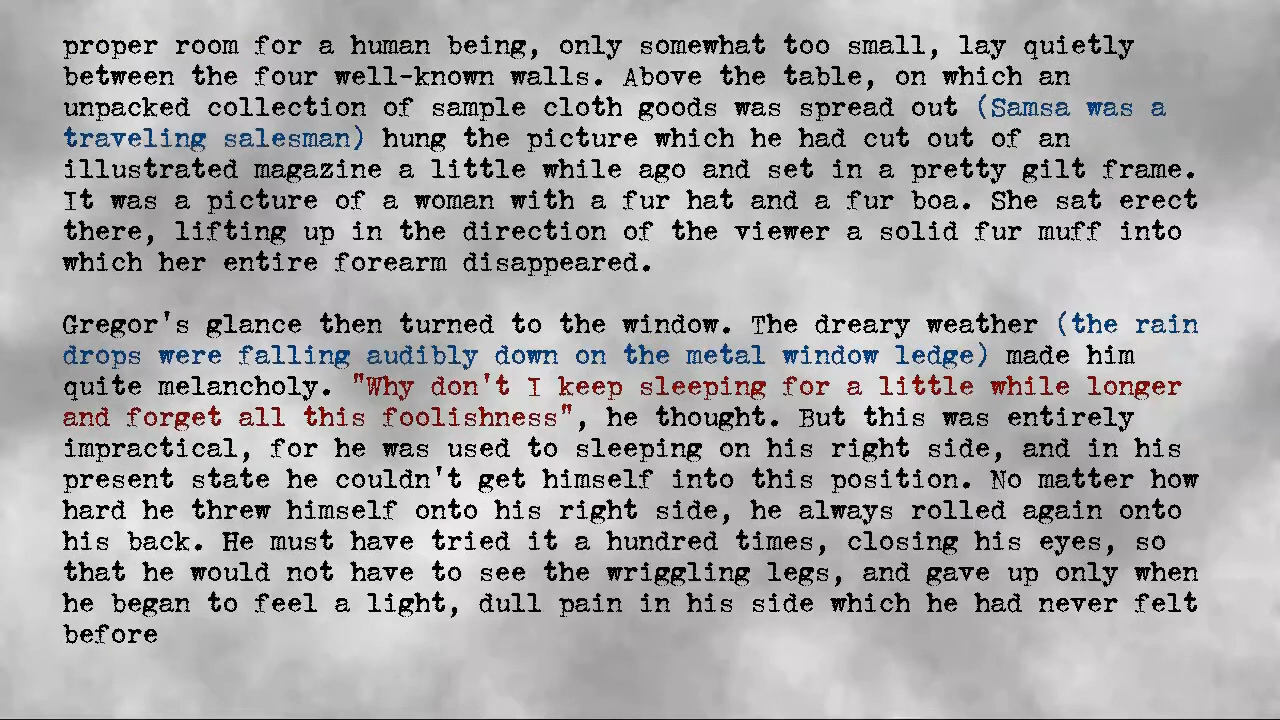 proper room for a human being, only somewhat too small, lay quietly
between the four well-known walls. Above the table, on which an
unpacked collection of sample cloth goods was spread out (Samsa was a
traveling salesman) hung the picture which he had cut out of an
illustrated magazine a little while ago and set in a pretty gilt frame.
It was a picture of a woman with a fur hat and a fur boa. She sat erect
there, lifting up in the direction of the viewer a solid fur muff into
which her entire forearm disappeared.

Gregor's glance then turned to the window. The dreary weather (the rain
drops were falling audibly down on the metal window ledge) made him
quite melancholy. "Why don't I keep sleeping for a little while longer
and forget all this foolishness", he thought. But this was entirely
impractical, for he was used to sleeping on his right side, and in his
present state he couldn't get himself into this position. No matter how
hard he threw himself onto his right side, he always rolled again onto
his back. He must have tried it a hundred times, closing his eyes, so
that he would not have to see the wriggling legs, and gave up only when
he began to feel a light, dull pain in his side which he had never felt
before